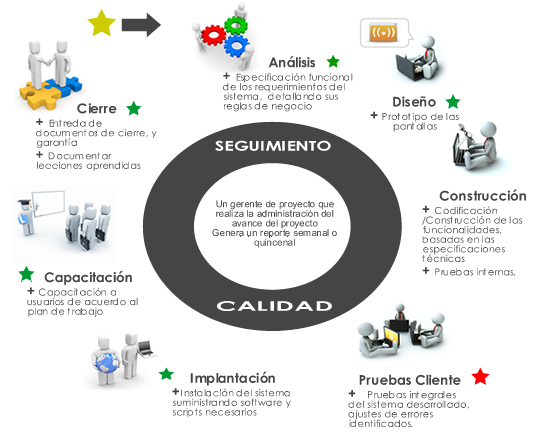 Análisis
+ Especificación funcional
de los requerimientos del
sistema, detallando sus
reglas de negocio
Diseño
+ Prototipo de las
pantallas
Construcción
+ Codificación
/Construcción de las
funcionalidades,
basadas en las
especificaciones
técnicas
+ Pruebas internas.
Pruebas Cliente
+ Pruebas integrales
del sistema desarrollado,
ajustes de errores
identificados.
Implantación
+Instalación del sistema
suministrando software y
scripts necesarios
Capacitación
+ Capacitación a
usuarios de acuerdo al
plan de trabajo
Cierre
+ Entreda de
documentos de cierre, y
garantía
+ Documentar
lecciones aprendidas
SEGUIMIENTO
Un gerente de proyecto que
realiza la administración del
avance del proyecto
Genera un reporte semanal o
quincenal
CALIDAD